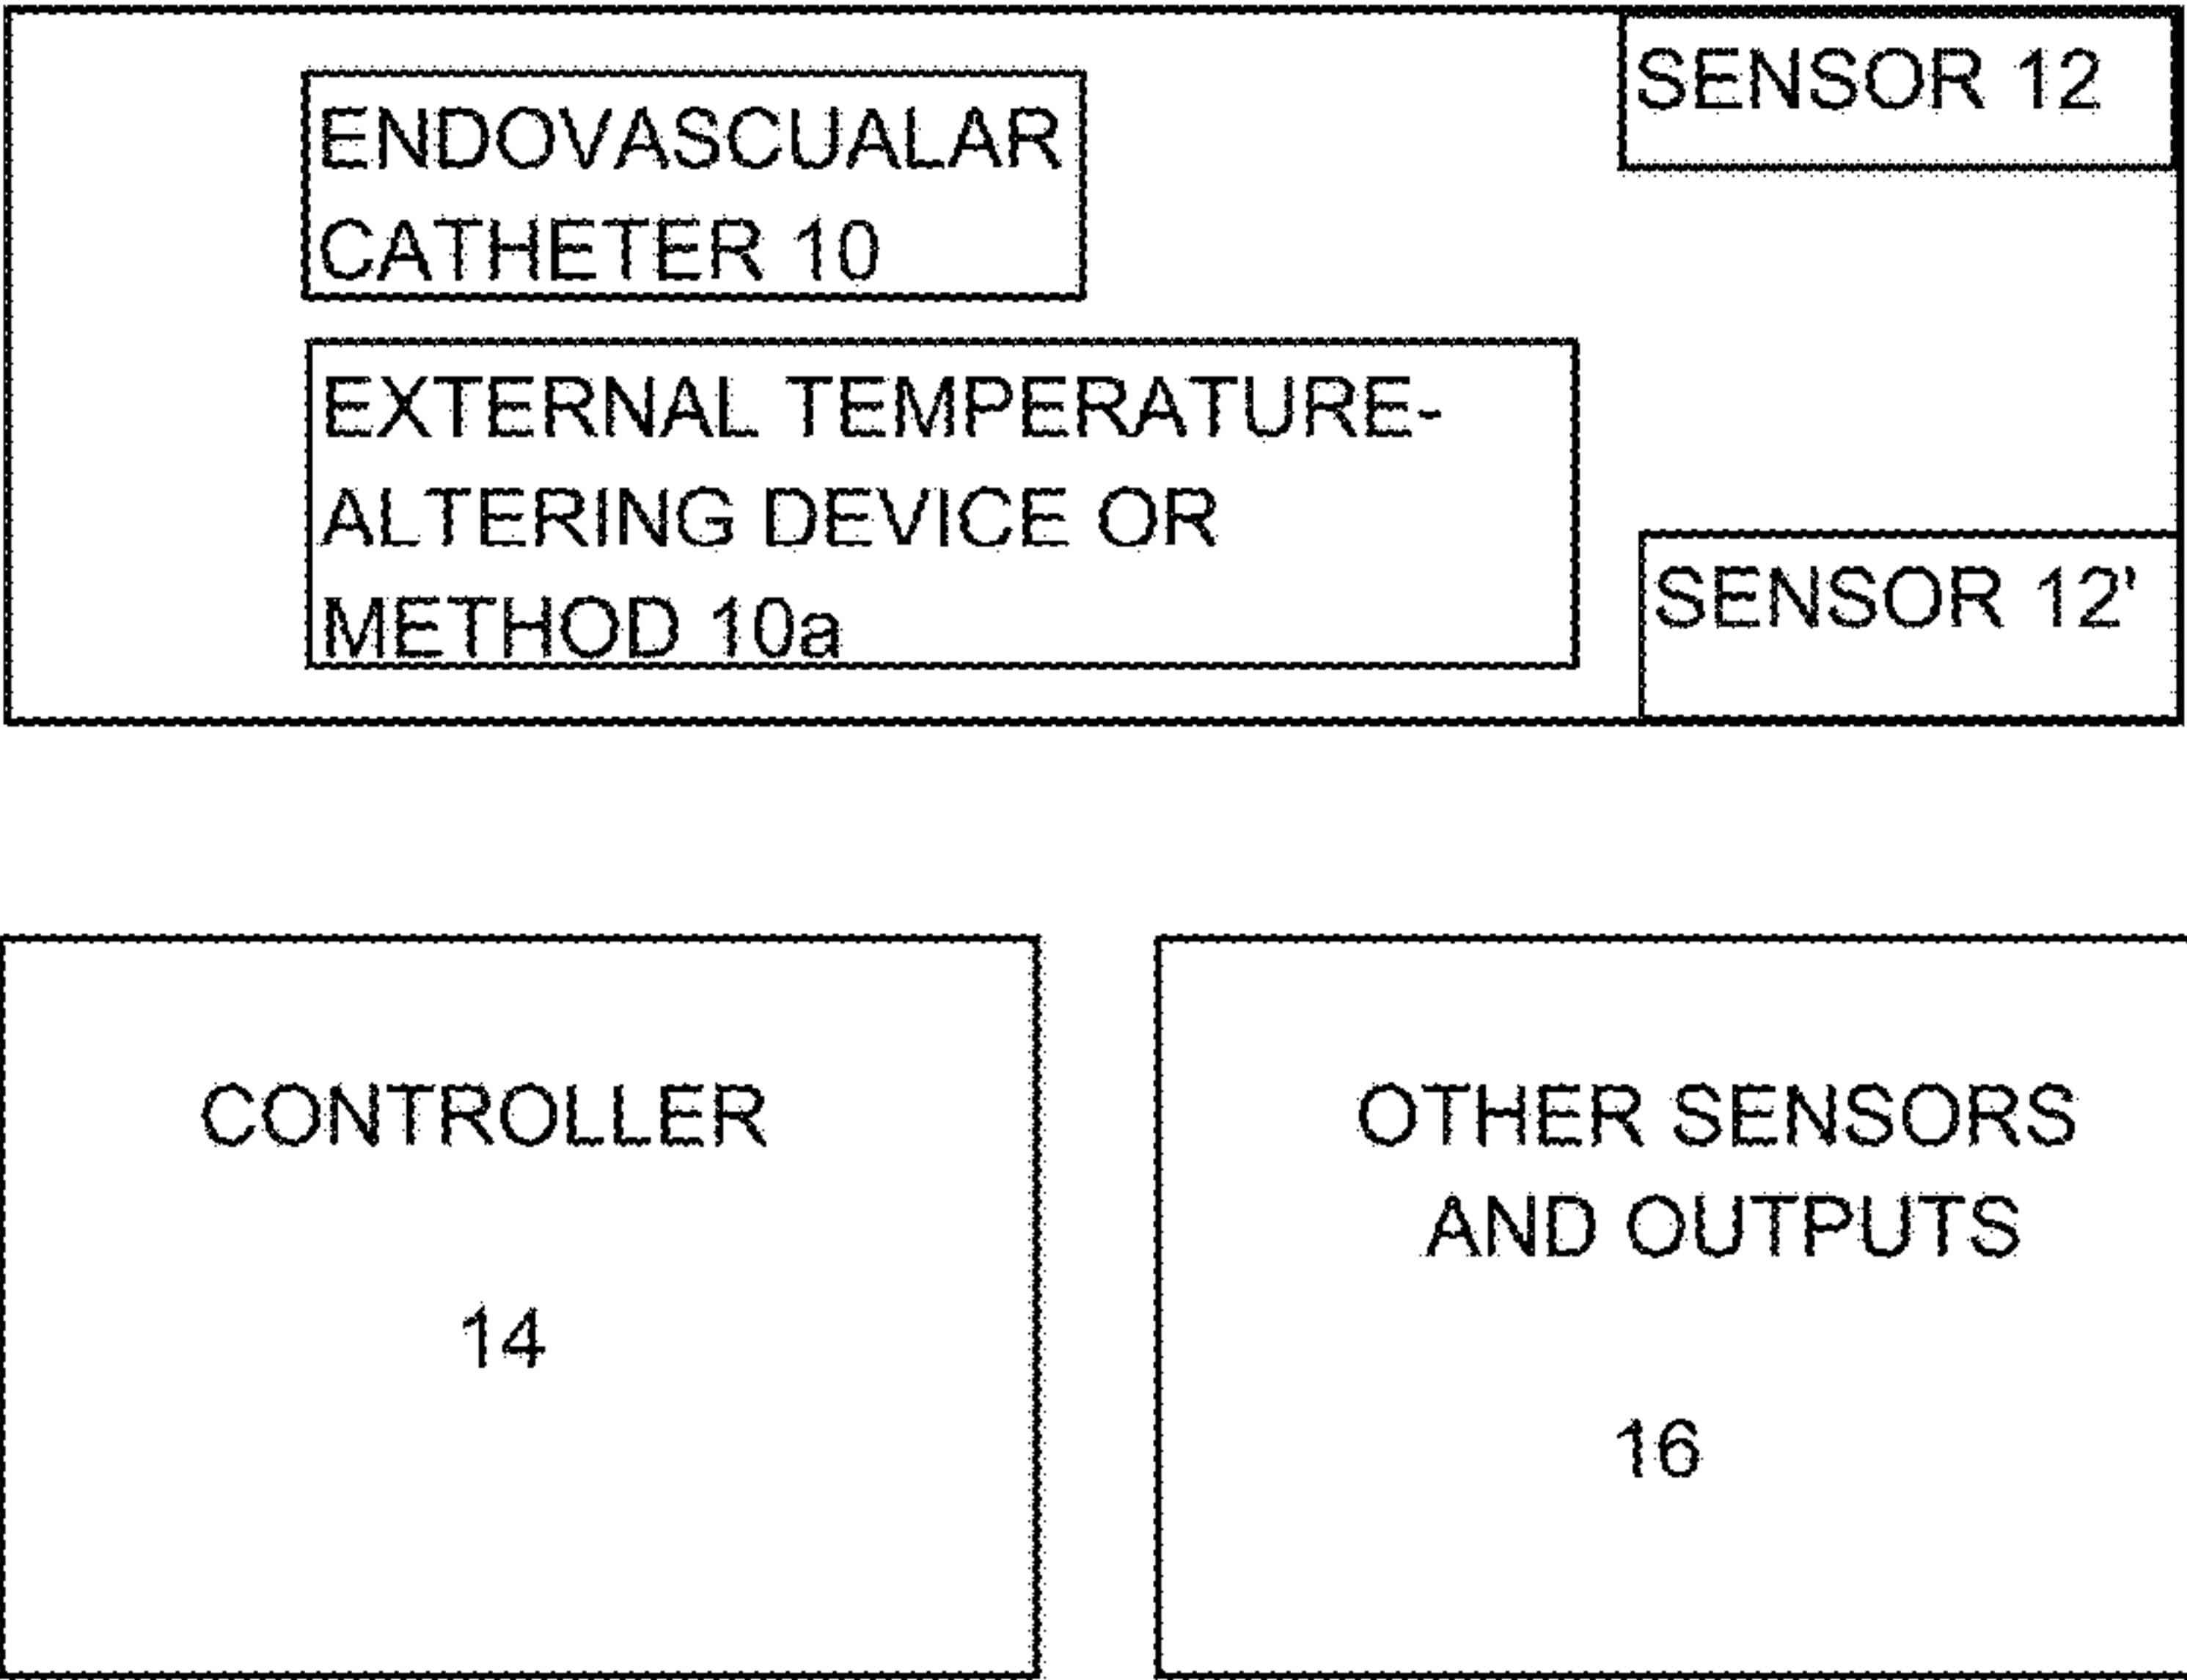 SENSOR 12
ENDOVASCUALAR
CATHETER 10
EXTERNAL TEMPERATURE-
ALTERING DEVICE OR
METHOD 10a
SENSOR 12'
CONTROLLER
14
OTHER SENSORS
AND OUTPUTS
16